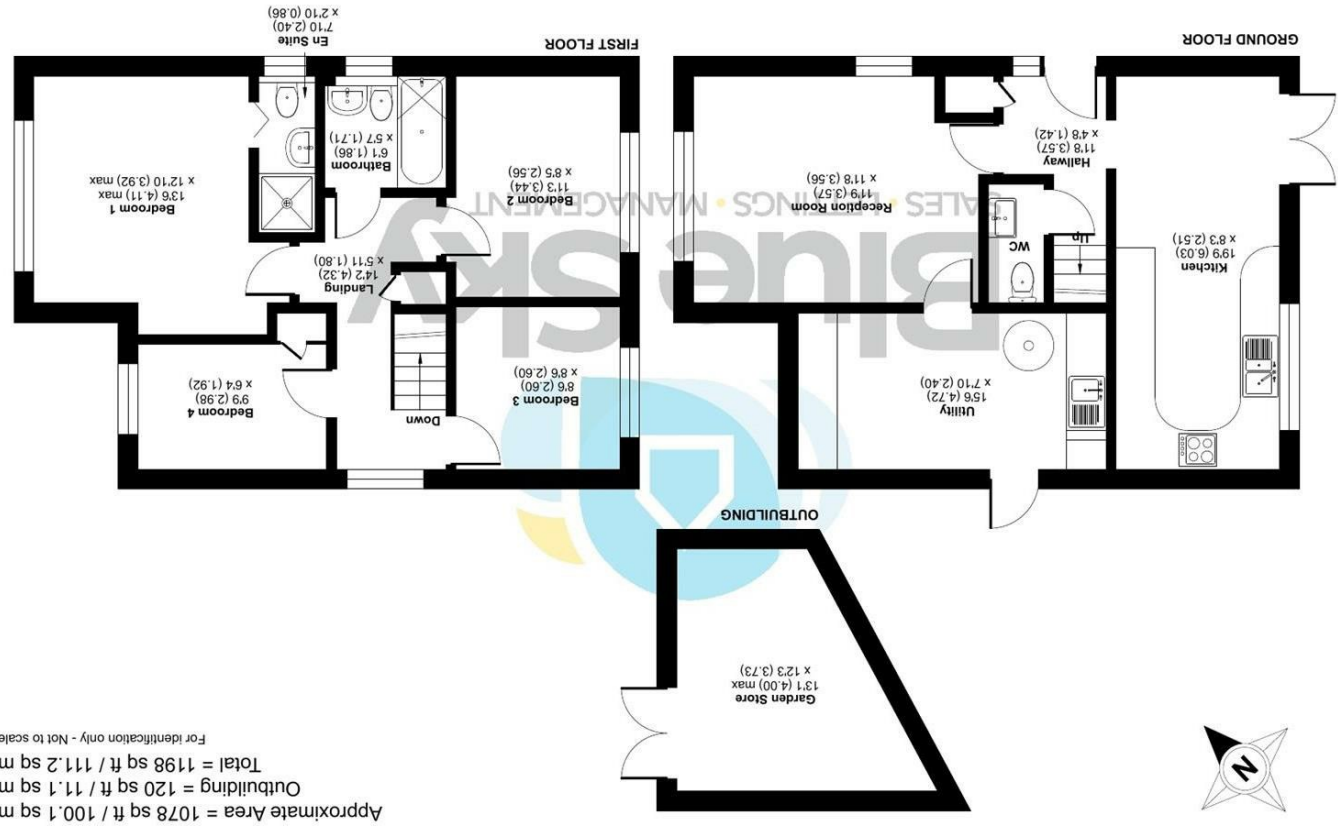 Approximate Area = 1078 sq ft / 100.1 sq m
Outbuilding = 120 sq ft / 11.1 sq m
Total = 1198 sq ft / 111.2 sq m
For identification only - Not to scale
N
Garden Store
13'1 (4.00) max
x 12'3 (3.73)
OUTBUILDING
Utility
15'6 (4.72)
x 7'10 (2.40)
Kitchen
19'9 (6.03)
x 8'3 (2.51)
WC
Up
Reception Room
11'9 (3.57)
x 11'8 (3.56)
Hallway
11'8 (3.57)
x 4'8 (1.42)
GROUND FLOOR
Bedroom 4
9'9 (2.98)
x 6'4 (1.92)
Down
Bedroom 3
8'6 (2.60)
x 8'6 (2.60)
Landing
14'2 (4.32)
x 5'11 (1.80)
Bedroom 1
13'6 (4.11) max
x 12'10 (3.92) max
Bedroom 2
11'3 (3.44)
x 8'5 (2.56)
Bathroom
6'1 (1.86)
x 5'7 (1.71)
En Suite
7'10 (2.40)
x 2'10 (0.86)
FIRST FLOOR
Blue Sky
SALES • LETTINGS • MANAGEMENT